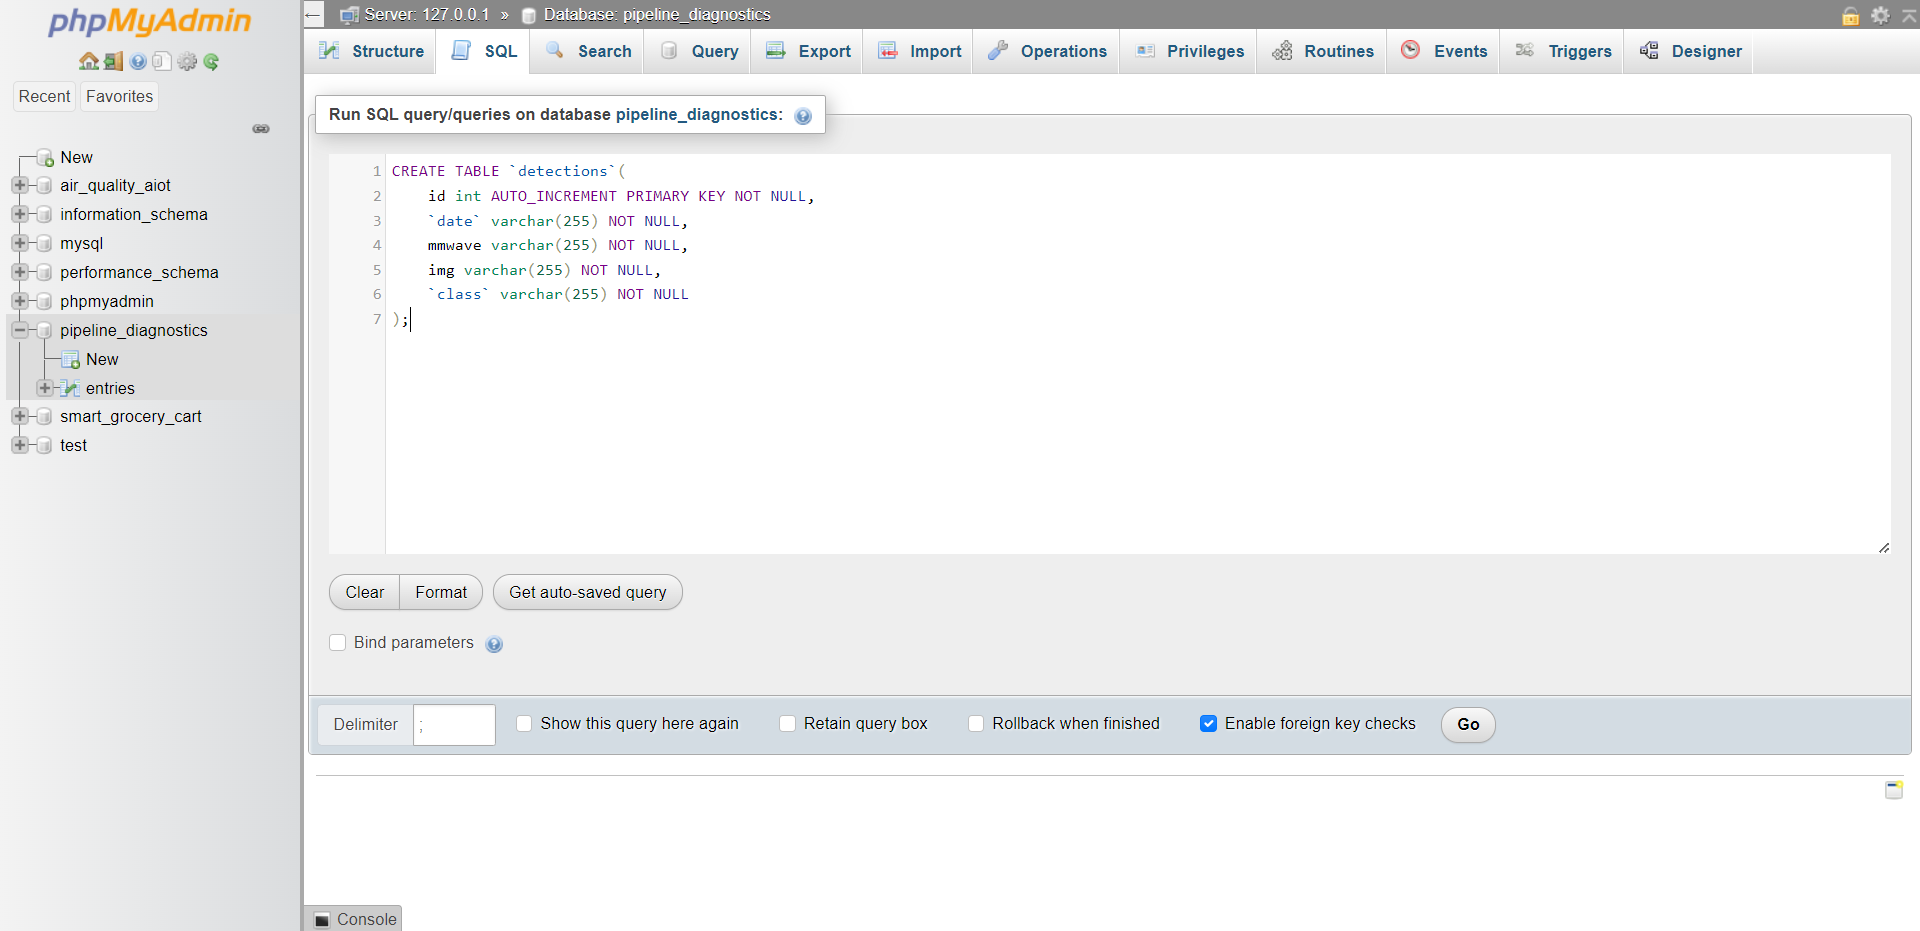 phpMyAdmin
Recent Favorites
New
air_quality_aiot
information_schema
mysql
performance_schema
phpmyadmin
pipeline_diagnostics
New
entries
smart_grocery_cart
test
← Server: 127.0.0.1 » Database: pipeline_diagnostics
Structure SQL Search Query Export Import Operations Privileges Routines Events Triggers Designer
Run SQL query/queries on database pipeline_diagnostics:
1 CREATE TABLE `detections`(
2 id int AUTO_INCREMENT PRIMARY KEY NOT NULL,
3 `date` varchar(255) NOT NULL,
4 mmwave varchar(255) NOT NULL,
5 img varchar(255) NOT NULL,
6 `class` varchar(255) NOT NULL
7 );
Clear Format Get auto-saved query
Bind parameters
Delimiter ; Show this query here again Retain query box Rollback when finished Enable foreign key checks Go
Console